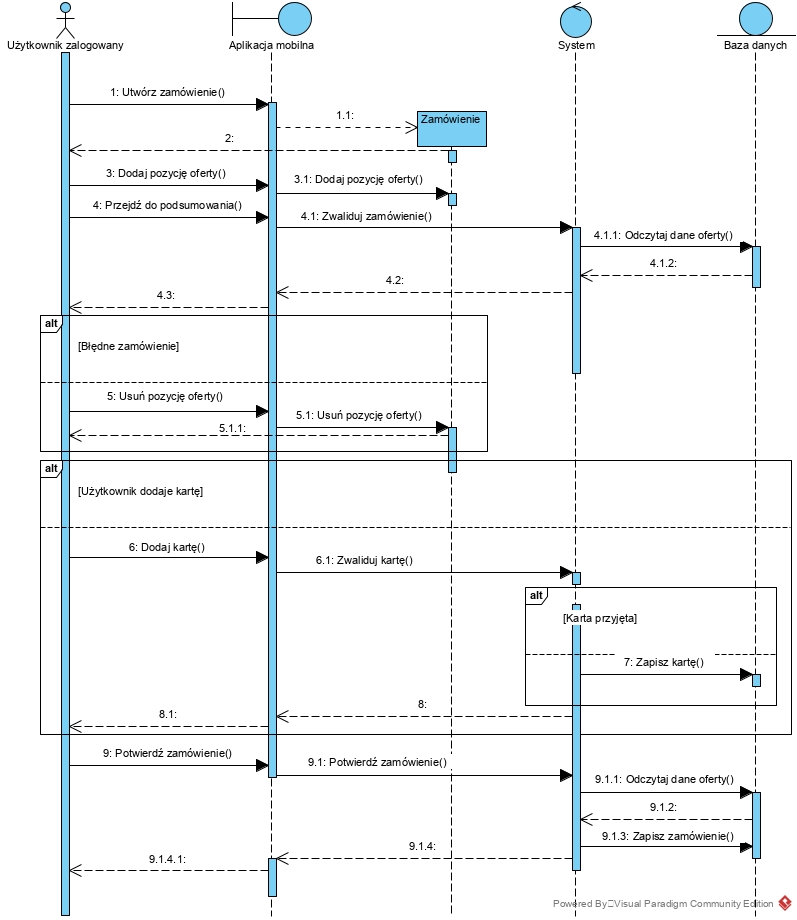 Użytkownik zalogowany
Aplikacja mobilna
System
Baza danych
1: Utwórz zamówienie()
1.1:
Zamówienie
2:
3: Dodaj pozycję oferty()
3.1: Dodaj pozycję oferty()
4: Przejdź do podsumowania()
4.1: Zwaliduj zamówienie()
4.1.1: Odczytaj dane oferty()
4.1.2:
4.2:
4.3:
alt
[Błędne zamówienie]
5: Usuń pozycję oferty()
5.1: Usuń pozycję oferty()
5.1.1:
alt
[Użytkownik dodaje kartę]
6: Dodaj kartę()
6.1: Zwaliduj kartę()
alt
[Karta przyjęta]
7: Zapisz kartę()
8:
8.1:
9: Potwierdź zamówienie()
9.1: Potwierdź zamówienie()
9.1.1: Odczytaj dane oferty()
9.1.2:
9.1.3: Zapisz zamówienie()
9.1.4:
9.1.4.1:
Powered By Visual Paradigm Community Edition